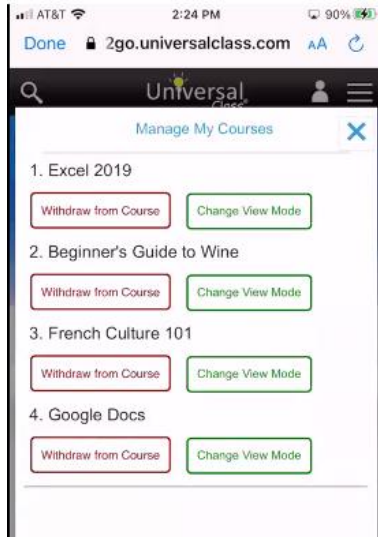 AT&T 2:24 PM 90%
Done 2go.universalclass.com AA
Universal
Class
Manage My Courses
1. Excel 2019
Withdraw from Course Change View Mode
2. Beginner's Guide to Wine
Withdraw from Course Change View Mode
3. French Culture 101
Withdraw from Course Change View Mode
4. Google Docs
Withdraw from Course Change View Mode